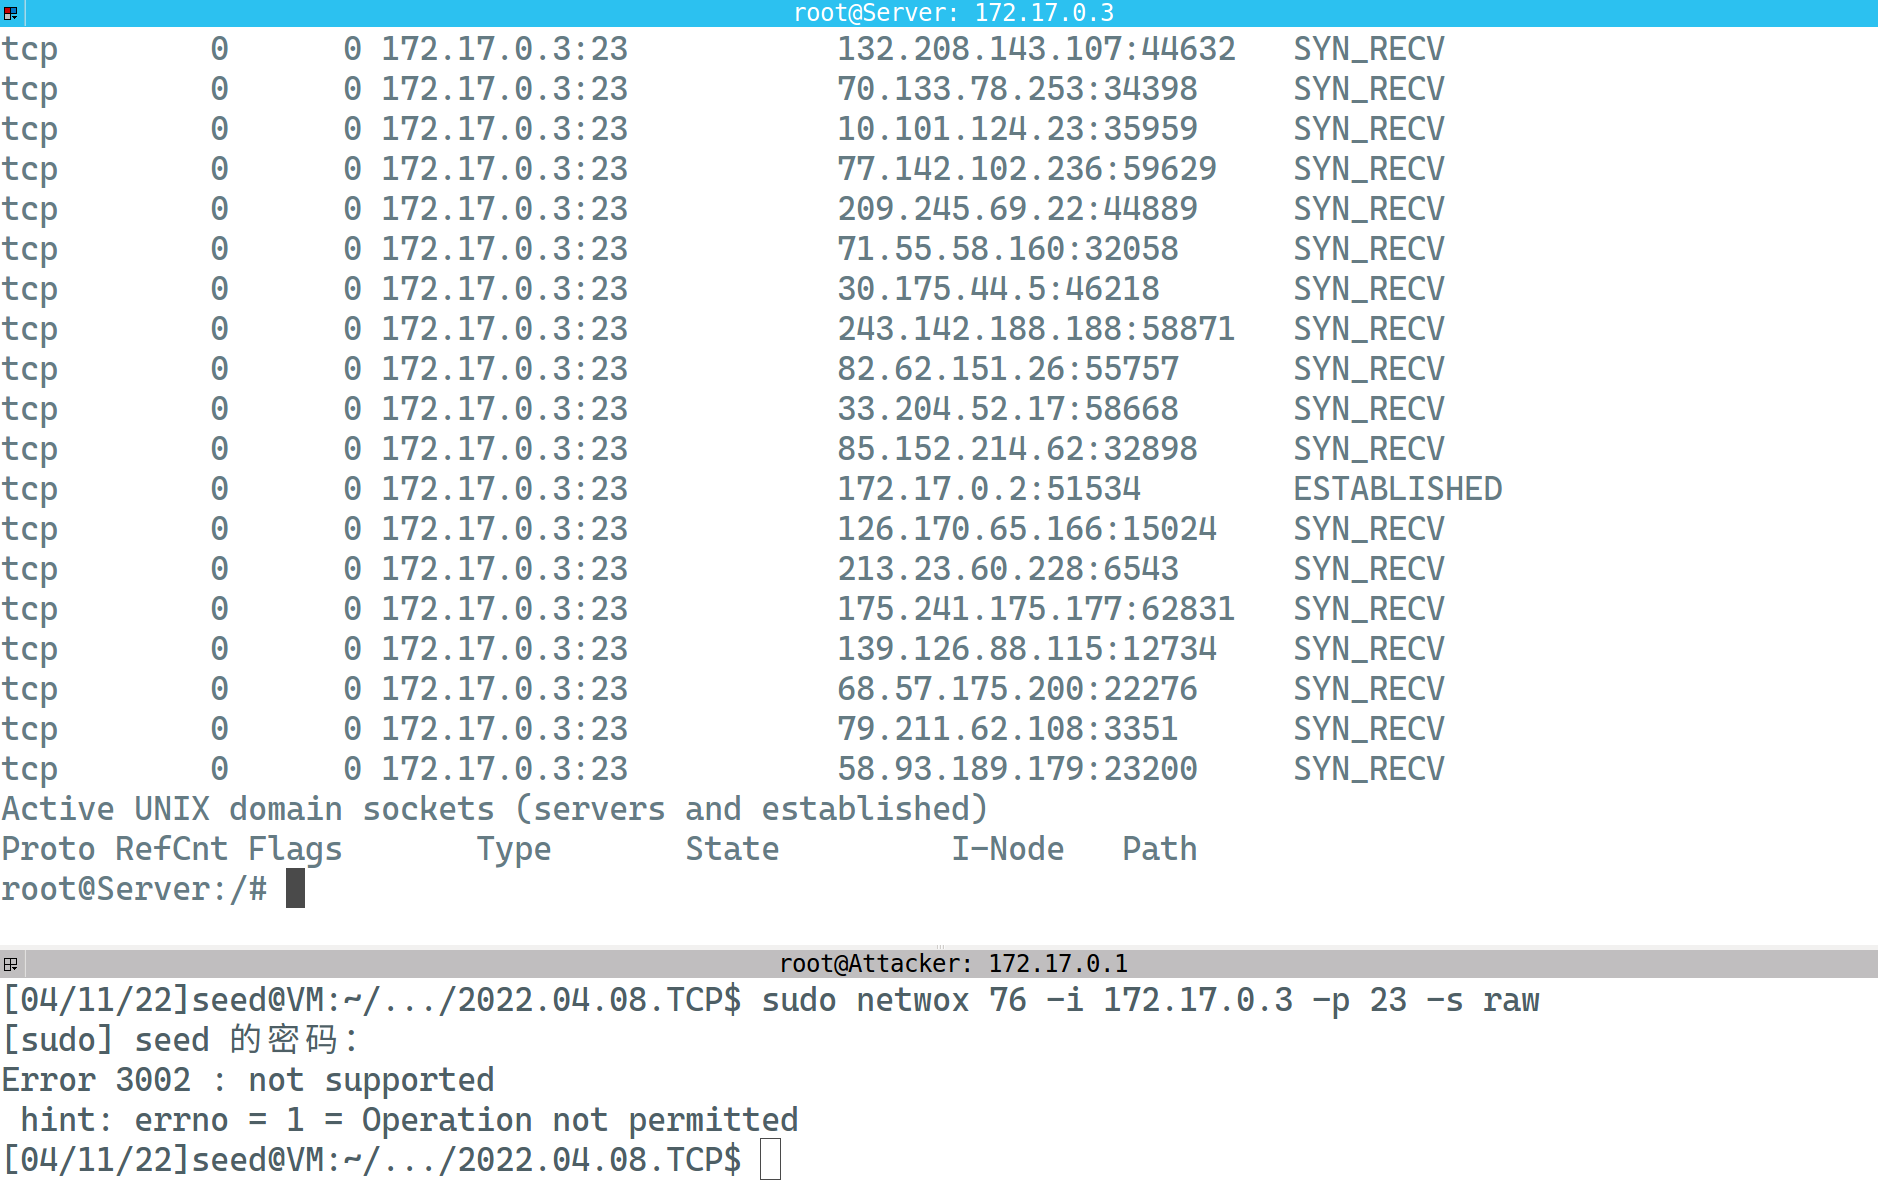 root@Server: 172.17.0.3
tcp        0      0 172.17.0.3:23           132.208.143.107:44632   SYN_RECV
tcp        0      0 172.17.0.3:23           70.133.78.253:34398     SYN_RECV
tcp        0      0 172.17.0.3:23           10.101.124.23:35959     SYN_RECV
tcp        0      0 172.17.0.3:23           77.142.102.236:59629    SYN_RECV
tcp        0      0 172.17.0.3:23           209.245.69.22:44889     SYN_RECV
tcp        0      0 172.17.0.3:23           71.55.58.160:32058      SYN_RECV
tcp        0      0 172.17.0.3:23           30.175.44.5:46218       SYN_RECV
tcp        0      0 172.17.0.3:23           243.142.188.188:58871   SYN_RECV
tcp        0      0 172.17.0.3:23           82.62.151.26:55757      SYN_RECV
tcp        0      0 172.17.0.3:23           33.204.52.17:58668      SYN_RECV
tcp        0      0 172.17.0.3:23           85.152.214.62:32898     SYN_RECV
tcp        0      0 172.17.0.3:23           172.17.0.2:51534        ESTABLISHED
tcp        0      0 172.17.0.3:23           126.170.65.166:15024    SYN_RECV
tcp        0      0 172.17.0.3:23           213.23.60.228:6543      SYN_RECV
tcp        0      0 172.17.0.3:23           175.241.175.177:62831   SYN_RECV
tcp        0      0 172.17.0.3:23           139.126.88.115:12734    SYN_RECV
tcp        0      0 172.17.0.3:23           68.57.175.200:22276     SYN_RECV
tcp        0      0 172.17.0.3:23           79.211.62.108:3351      SYN_RECV
tcp        0      0 172.17.0.3:23           58.93.189.179:23200     SYN_RECV
Active UNIX domain sockets (servers and established)
Proto RefCnt Flags       Type       State         I-Node   Path
root@Server:/#
root@Attacker: 172.17.0.1
[04/11/22]seed@VM:~/.../2022.04.08.TCP$ sudo netwox 76 -i 172.17.0.3 -p 23 -s raw
[sudo] seed 的密码：
Error 3002 : not supported
 hint: errno = 1 = Operation not permitted
[04/11/22]seed@VM:~/.../2022.04.08.TCP$